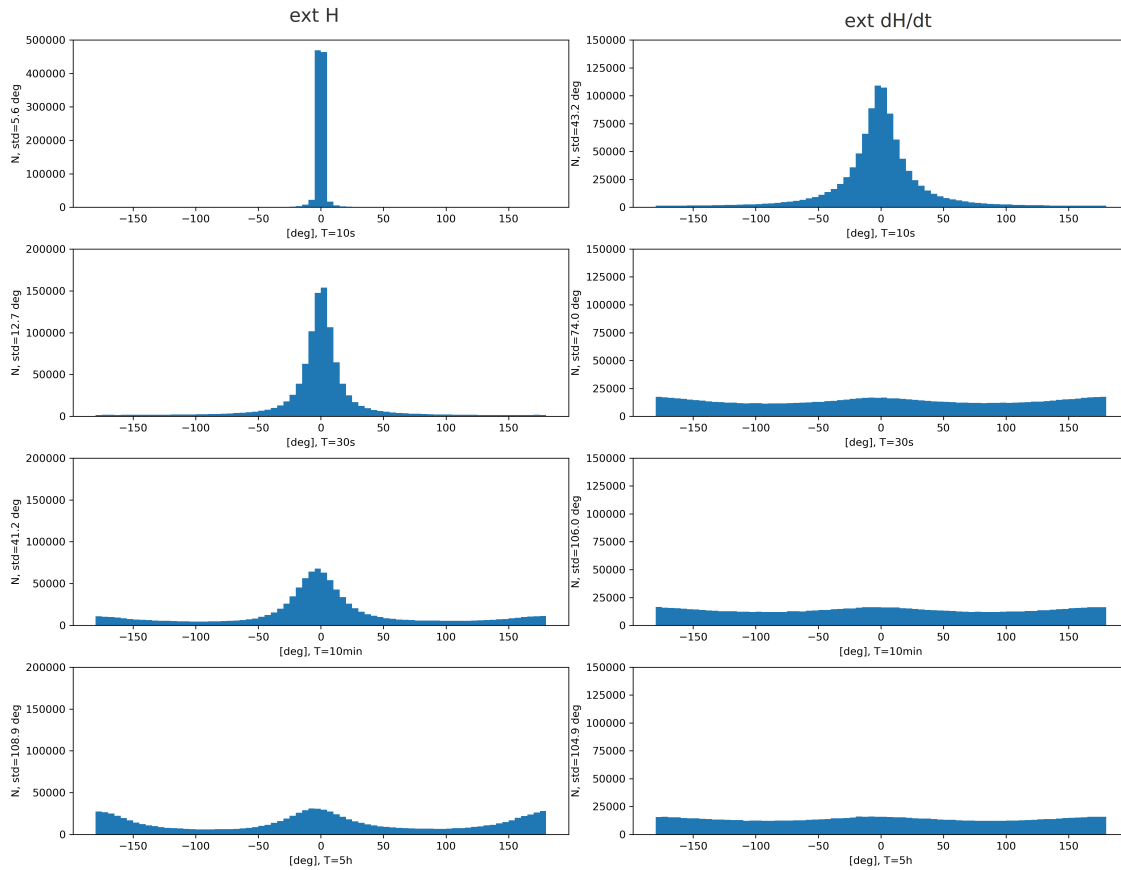 ext H
ext dH/dt
500000
400000
300000
200000
100000
0
N, std=5.6 deg
−150 −100 −50 0 50 100 150
[deg], T=10s
150000
125000
100000
75000
50000
25000
0
N, std=43.2 deg
−150 −100 −50 0 50 100 150
[deg], T=10s
200000
150000
100000
50000
0
N, std=12.7 deg
−150 −100 −50 0 50 100 150
[deg], T=30s
150000
125000
100000
75000
50000
25000
0
N, std=74.0 deg
−150 −100 −50 0 50 100 150
[deg], T=30s
200000
150000
100000
50000
0
N, std=41.2 deg
−150 −100 −50 0 50 100 150
[deg], T=10min
150000
125000
100000
75000
50000
25000
0
N, std=106.0 deg
−150 −100 −50 0 50 100 150
[deg], T=10min
200000
150000
100000
50000
0
N, std=108.9 deg
−150 −100 −50 0 50 100 150
[deg], T=5h
150000
125000
100000
75000
50000
25000
0
N, std=104.9 deg
−150 −100 −50 0 50 100 150
[deg], T=5h